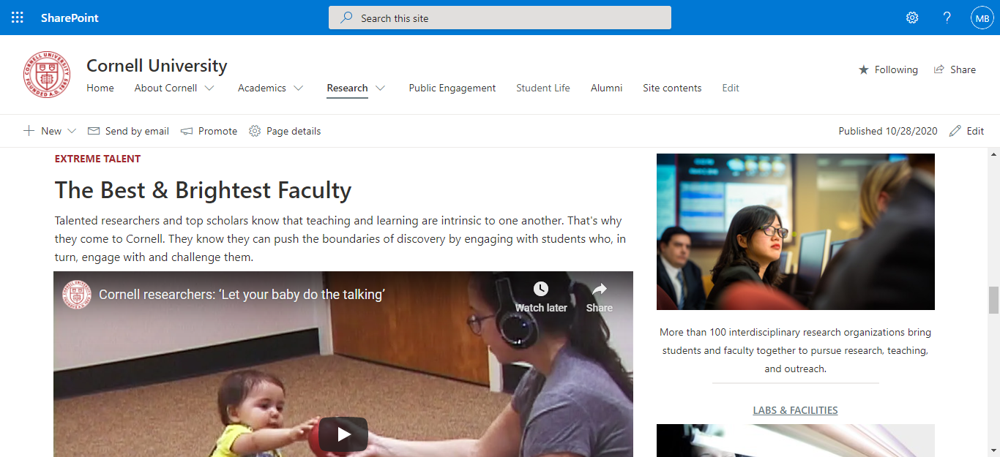 SharePoint
Search this site
?
MB
CORNELL UNIVERSITY
FOUNDED A.D. 1865
Cornell University
Following
Share
Home
About Cornell
Academics
Research
Public Engagement
Student Life
Alumni
Site contents
Edit
New
Send by email
Promote
Page details
Published 10/28/2020
Edit
EXTREME TALENT
The Best & Brightest Faculty
Talented researchers and top scholars know that teaching and learning are intrinsic to one another. That's why
they come to Cornell. They know they can push the boundaries of discovery by engaging with students who, in
turn, engage with and challenge them.
Cornell researchers: ‘Let your baby do the talking’
Watch later
Share
More than 100 interdisciplinary research organizations bring
students and faculty together to pursue research, teaching,
and outreach.
LABS & FACILITIES